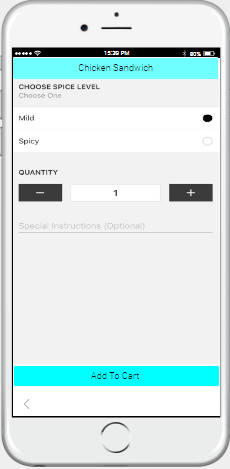 15:39 80%
Chicken Sandwich
CHOOSE SPICE LEVEL
Choose One
Mild
Spicy
QUANTITY
1
Special Instructions (Optional)
Add To Cart